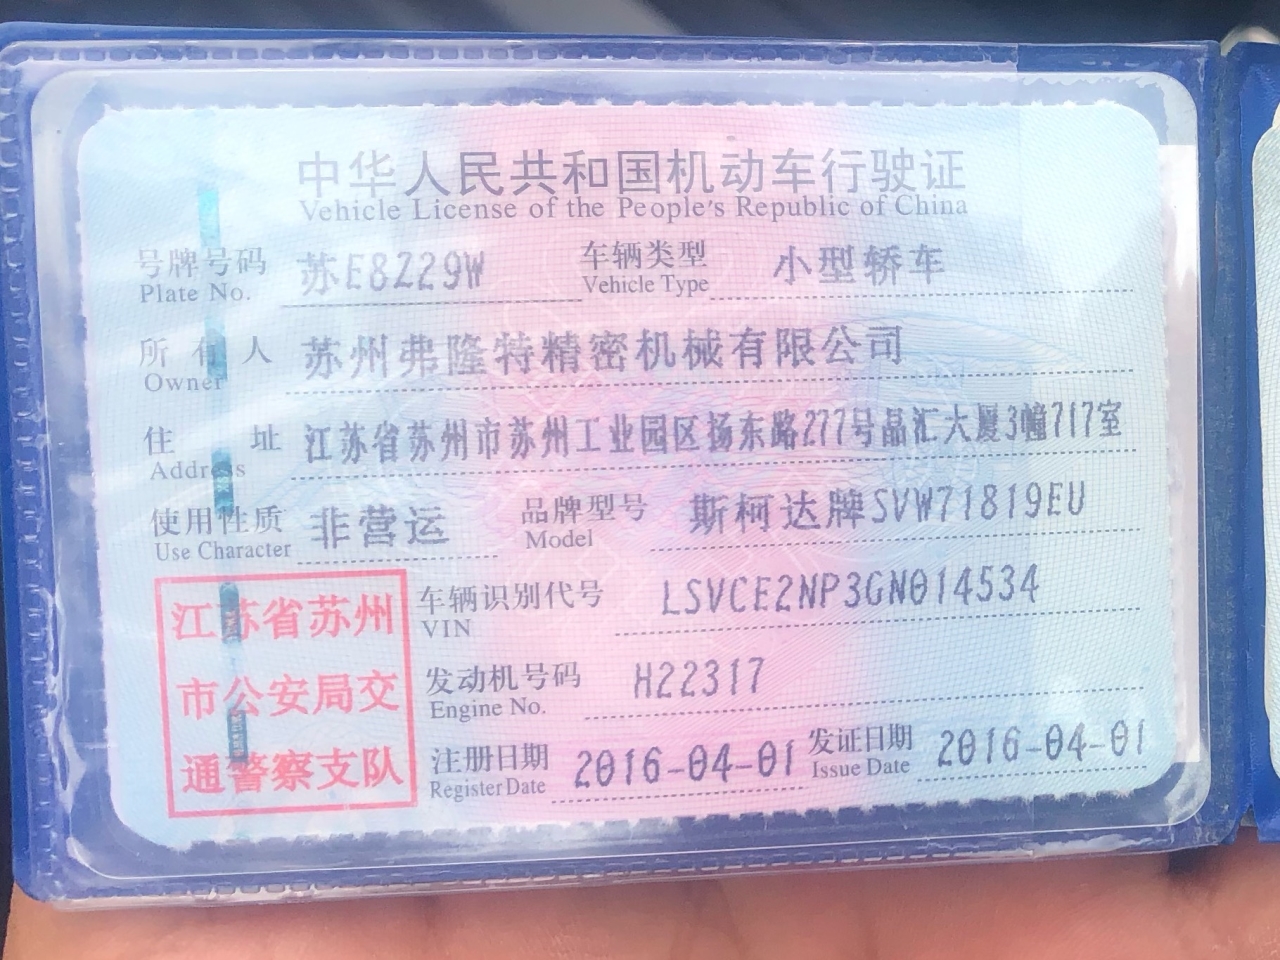 中华人民共和国机动车行驶证
Vehicle License of the People's Republic of China
号牌号码 苏E8Z29W 车辆类型 小型轿车
Plate No. Vehicle Type
所有人 苏州弗隆特精密机械有限公司
Owner
住址 江苏省苏州市苏州工业园区扬东路277号品汇大厦3幢717室
Address
使用性质 非营运 品牌型号 斯柯达牌SVW71819EU
Use Character Model
江苏省苏州
市公安局交
通警察支队
车辆识别代号 LSVCE2NP3GN014534
VIN
发动机号码 H22317
Engine No.
注册日期 2016-04-01 发证日期 2016-04-01
Register Date Issue Date